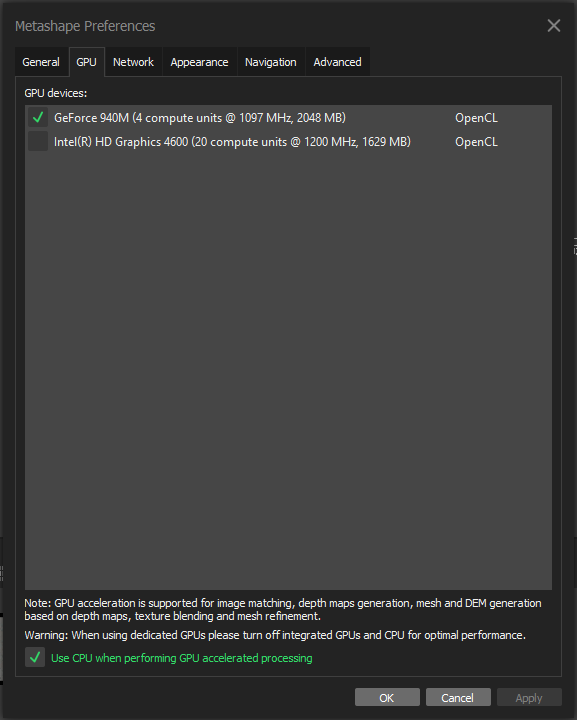 Metashape Preferences
General GPU Network Appearance Navigation Advanced
GPU devices:
GeForce 940M (4 compute units @ 1097 MHz, 2048 MB) OpenCL
Intel(R) HD Graphics 4600 (20 compute units @ 1200 MHz, 1629 MB) OpenCL
Note: GPU acceleration is supported for image matching, depth maps generation, mesh and DEM generation
based on depth maps, texture blending and mesh refinement.
Warning: When using dedicated GPUs please turn off integrated GPUs and CPU for optimal performance.
Use CPU when performing GPU accelerated processing
OK Cancel Apply